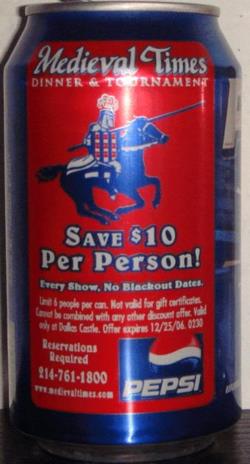 Medieval Times
DINNER & TOURNAMENT
SAVE $10
PER PERSON!
Every Show, No Blackout Dates.
Limit 6 people per can. Not valid for gift certificates.
Cannot be combined with any other discount offer. Valid
only at Dallas Castle. Offer expires 12/25/06. 0230
Reservations
Required
214-761-1800
www.medievaltimes.com
PEPSI